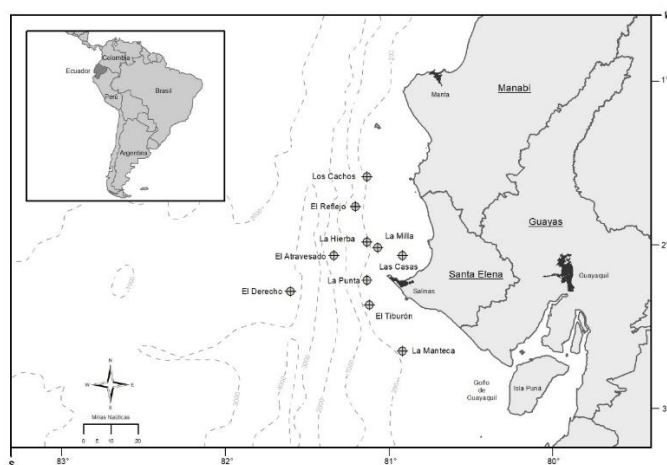 Colombia
Ecuador
Perú
Brasil
Argentina
Manta
Manabí
1°
Los Cachos
El Reflejo
Guayas
La Hierba
La Milla
2°
El Atravesado
Las Casas
La Punta
Santa Elena
Guayaquil
El Derecho
Salinas
El Tiburón
La Manteca
Golfo
de
Guayaquil
Isla Puná
N
W
E
S
Millas Naúticas
0 5 10 20
3°
83°
82°
81°
80°